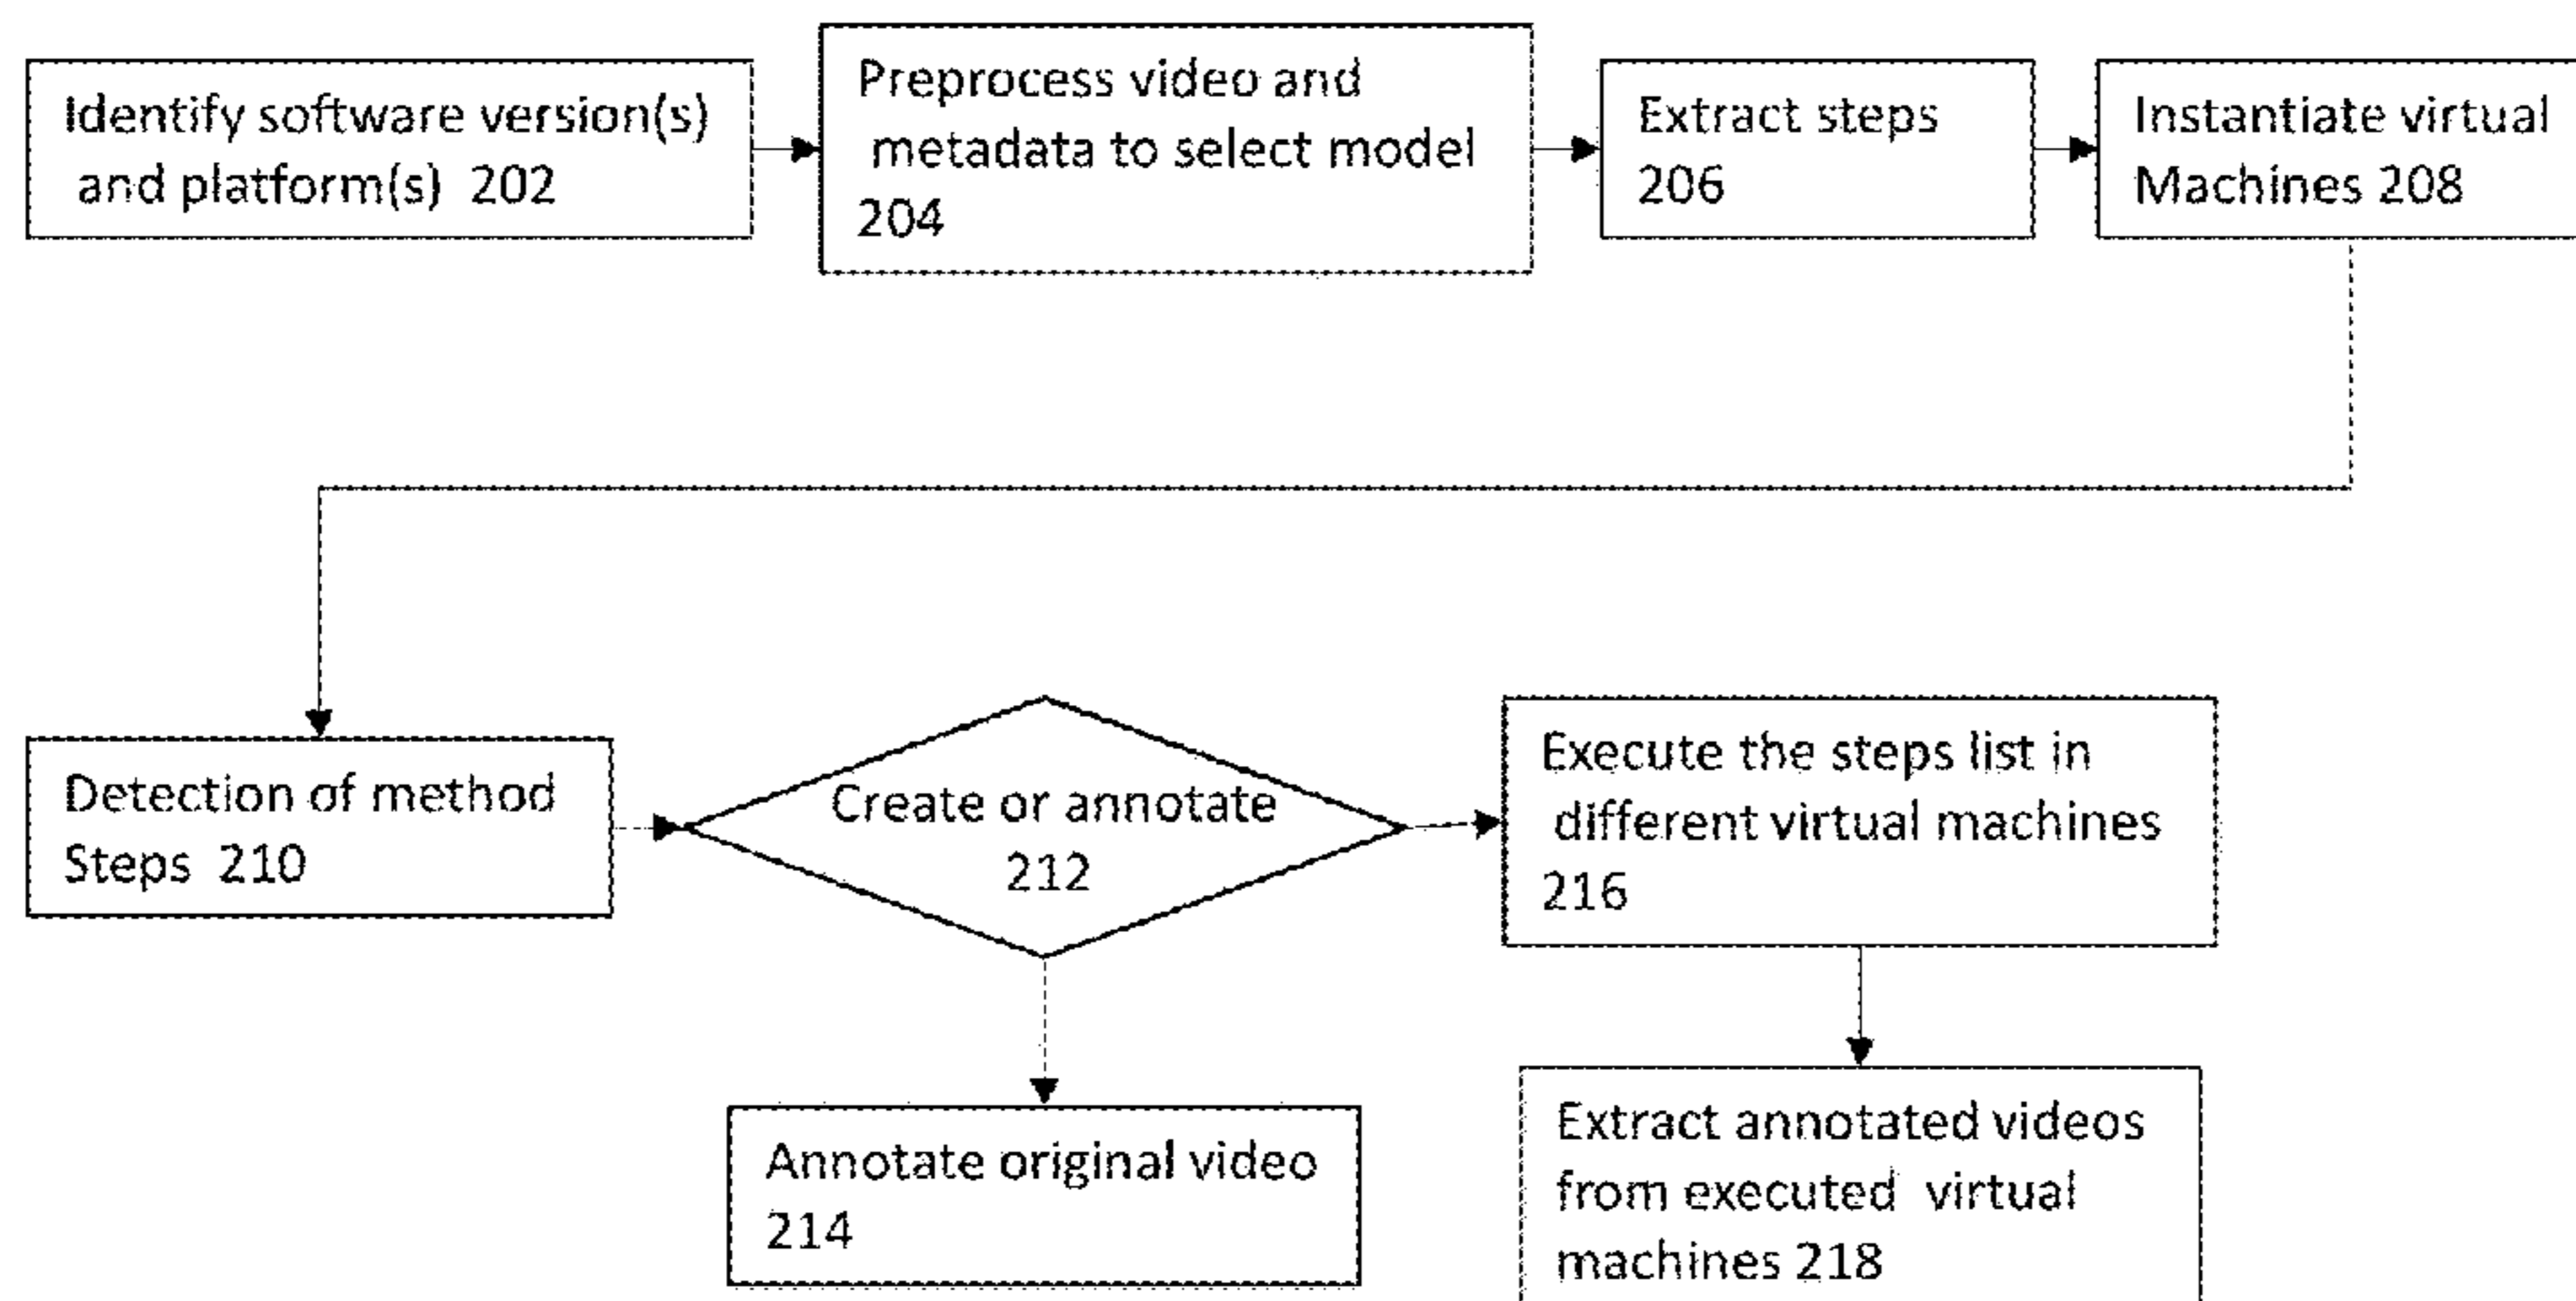 Identify software version(s)
and platform(s) 202
Preprocess video and
metadata to select model
204
Extract steps
206
Instantiate virtual
Machines 208
Detection of method
Steps 210
Create or annotate
212
Execute the steps list in
different virtual machines
216
Annotate original video
214
Extract annotated videos
from executed virtual
machines 218